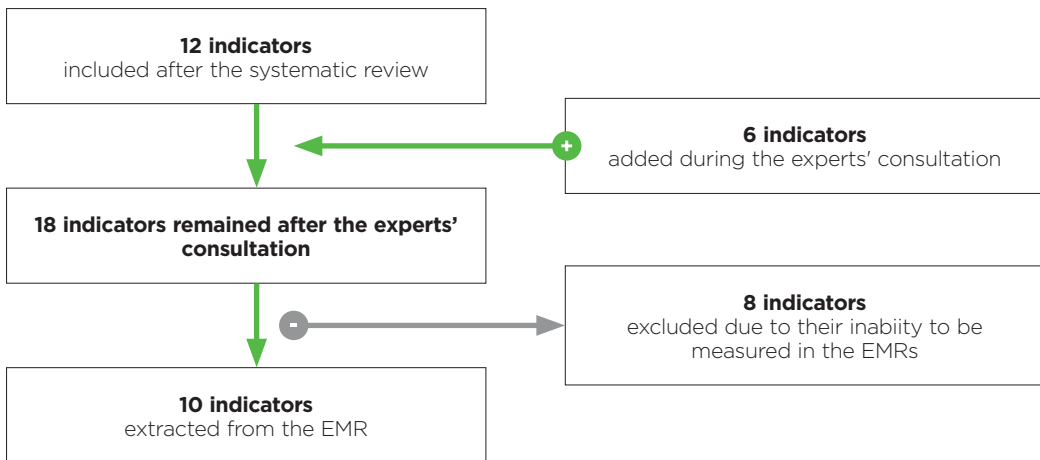 12 indicators
included after the systematic review
+
6 indicators
added during the experts' consultation
18 indicators remained after the experts’
consultation
-
8 indicators
excluded due to their inabiity to be
measured in the EMRs
10 indicators
extracted from the EMR